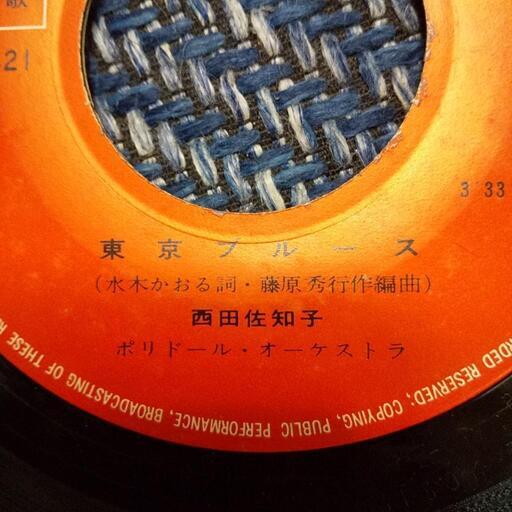 歌
21
3 33
東京ブルース
(水木かおる詞・藤原秀行作編曲)
西田佐知子
ポリドール・オーケストラ
RDED RESERVED; COPYING, PUBLIC PERFORMANCE, BROADCASTING OF THESE R